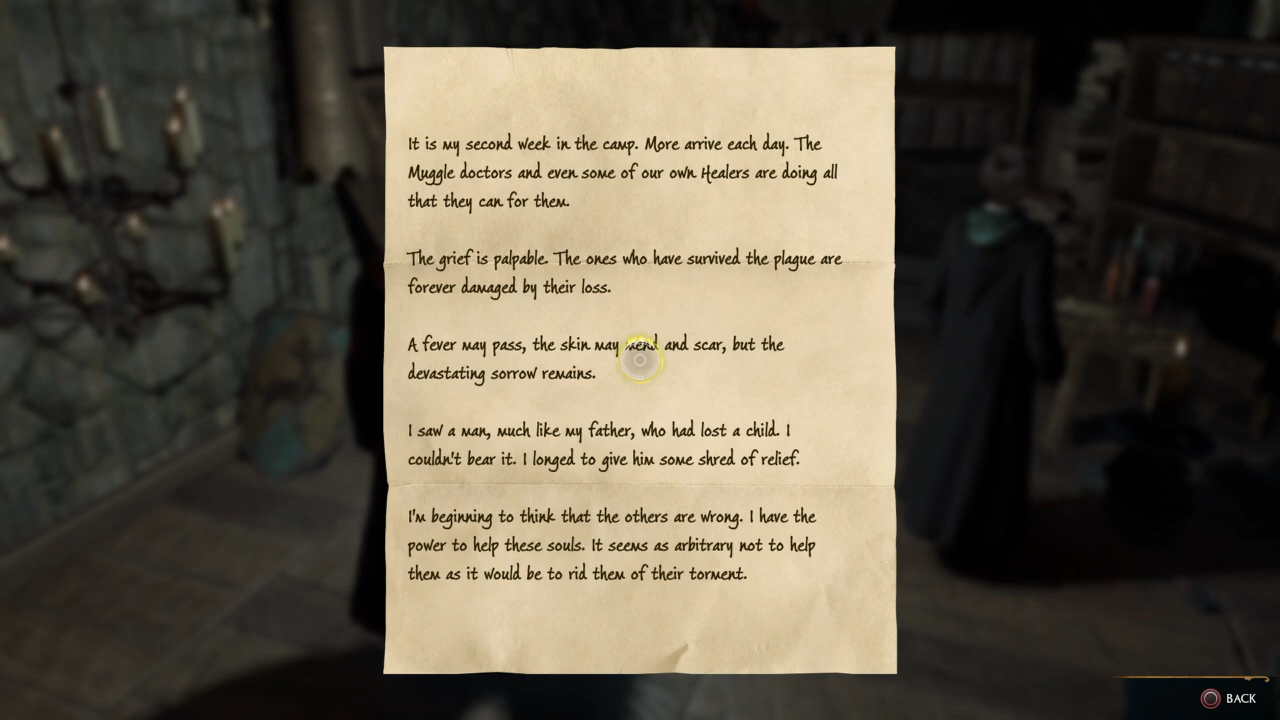 It is my second week in the camp. More arrive each day. The
Muggle doctors and even some of our own Healers are doing all
that they can for them.
The grief is palpable. The ones who have survived the plague are
forever damaged by their loss.
A fever may pass, the skin may mend and scar, but the
devastating sorrow remains.
I saw a man, much like my father, who had lost a child. I
couldn't bear it. I longed to give him some shred of relief.
I'm beginning to think that the others are wrong. I have the
power to help these souls. It seems as arbitrary not to help
them as it would be to rid them of their torment.
BACK